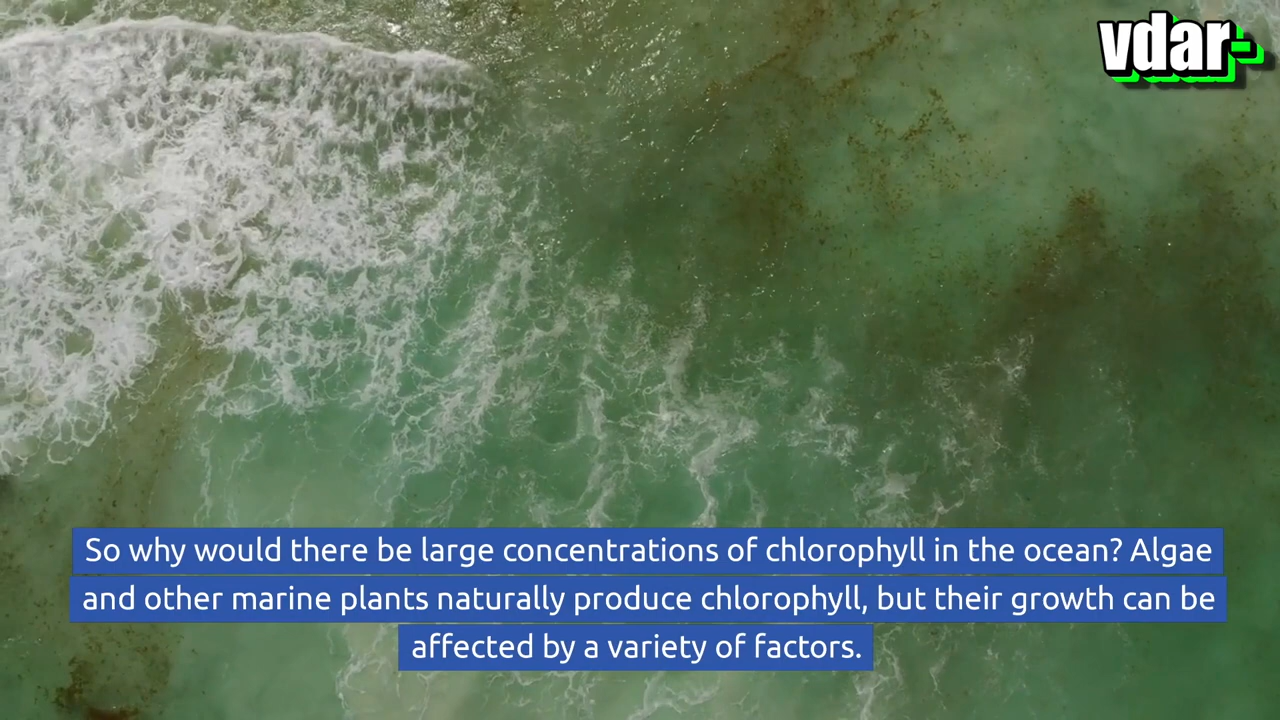 vdar-
So why would there be large concentrations of chlorophyll in the ocean? Algae
and other marine plants naturally produce chlorophyll, but their growth can be
affected by a variety of factors.